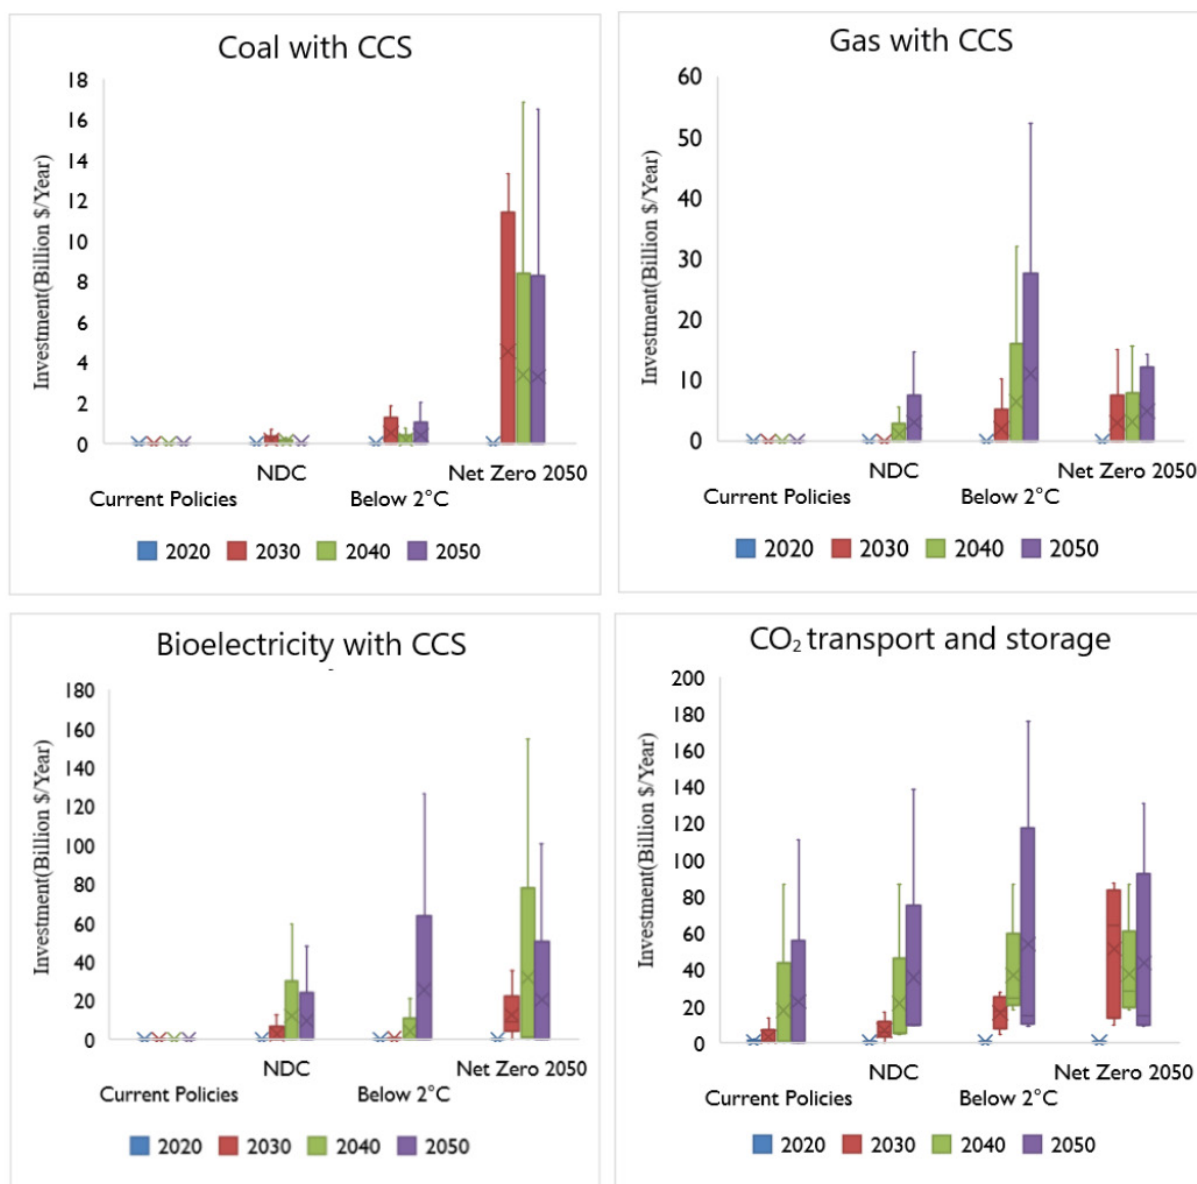 Coal with CCS
Investment(Billion $/Year)
18
16
14
12
10
8
6
4
2
0
NDC
Net Zero 2050
Current Policies
Below 2°C
2020 2030 2040 2050
Gas with CCS
Investment(Billion $/Year)
60
50
40
30
20
10
0
NDC
Net Zero 2050
Current Policies
Below 2°C
2020 2030 2040 2050
Bioelectricity with CCS
Investment(Billion $/Year)
180
160
140
120
100
80
60
40
20
0
NDC
Net Zero 2050
Current Policies
Below 2°C
2020 2030 2040 2050
CO₂ transport and storage
Investment(Billion $/Year)
200
180
160
140
120
100
80
60
40
20
0
NDC
Net Zero 2050
Current Policies
Below 2°C
2020 2030 2040 2050